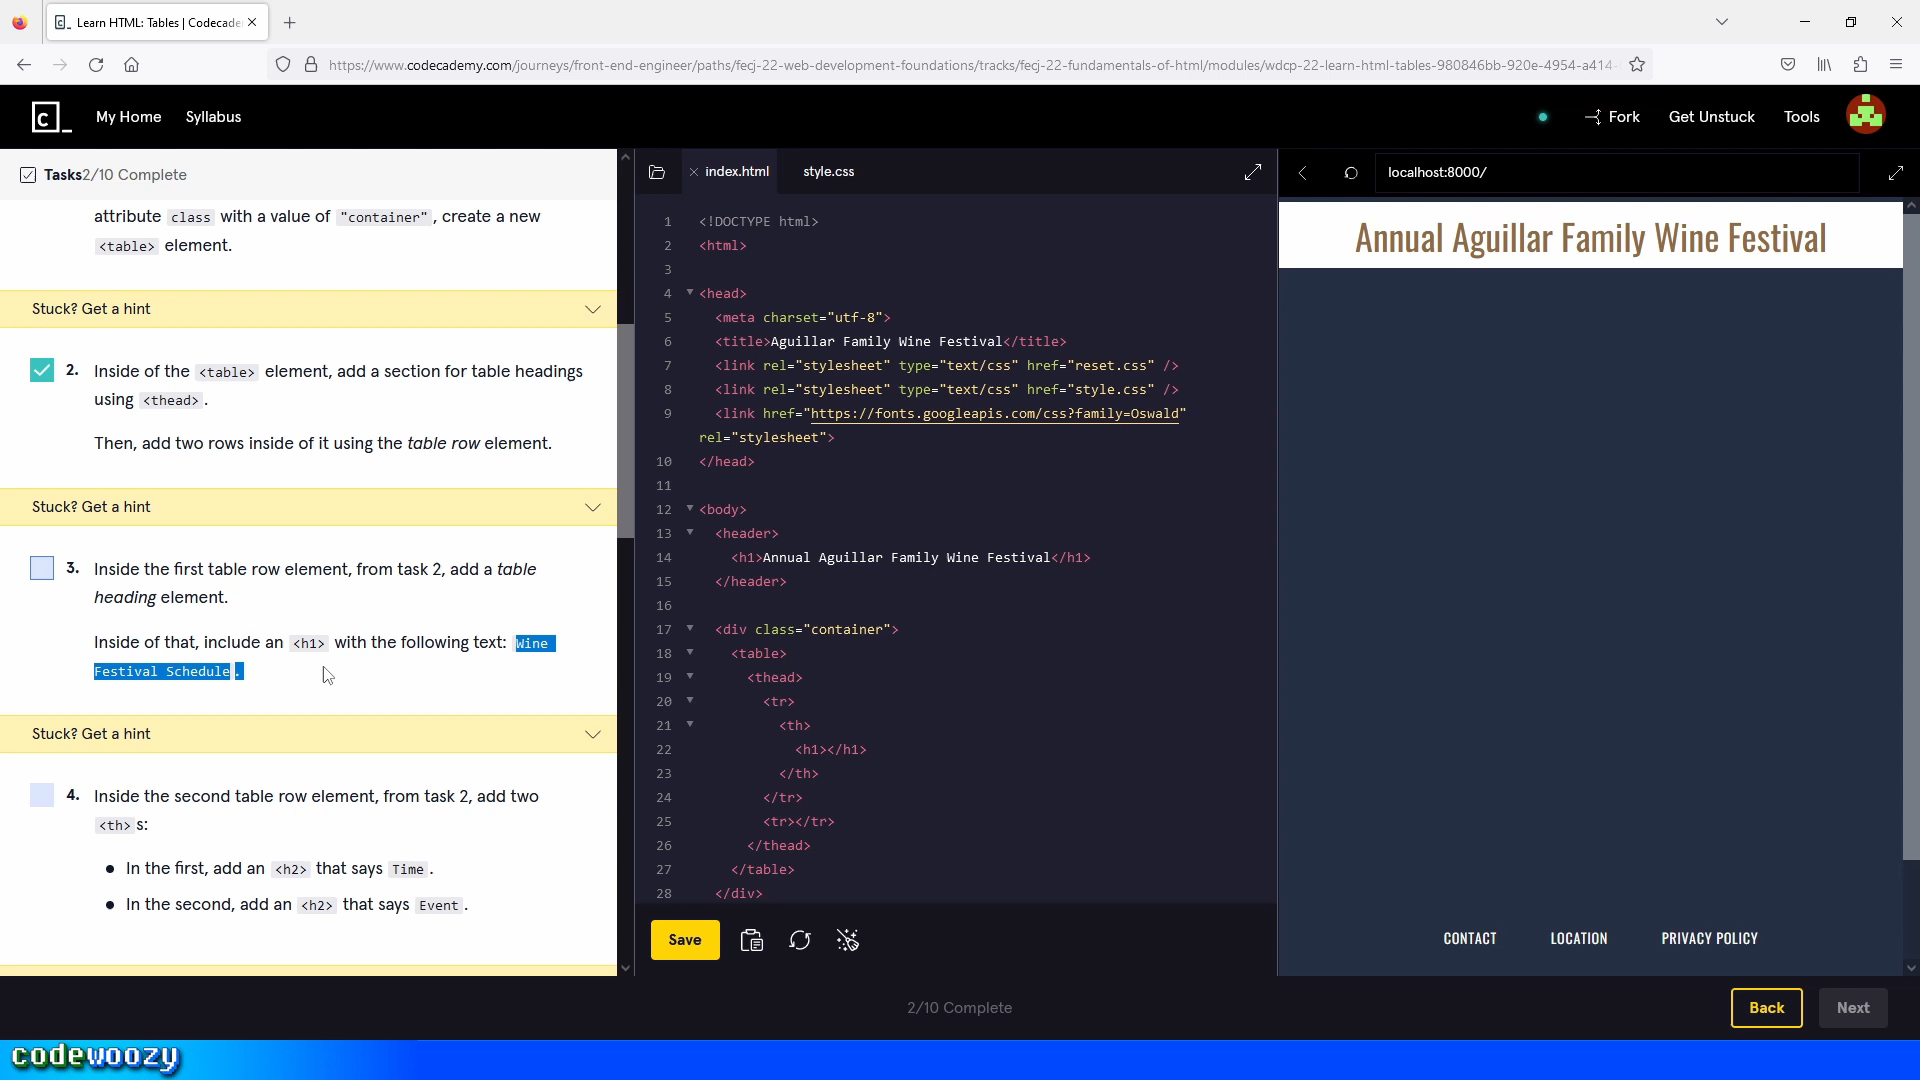 Learn HTML: Tables | Codecade
https://www.codecademy.com/journeys/front-end-engineer/paths/fecj-22-web-development-foundations/tracks/fecj-22-fundamentals-of-html/modules/wdcp-22-learn-html-tables-980846bb-920e-4954-a414-
My Home Syllabus
Fork Get Unstuck Tools
Tasks 2/10 Complete
attribute class with a value of "container", create a new
<table> element.
Stuck? Get a hint
2. Inside of the <table> element, add a section for table headings
using <thead>.
Then, add two rows inside of it using the table row element.
Stuck? Get a hint
3. Inside the first table row element, from task 2, add a table
heading element.
Inside of that, include an <h1> with the following text: Wine
Festival Schedule.
Stuck? Get a hint
4. Inside the second table row element, from task 2, add two
<th>s:
• In the first, add an <h2> that says Time.
• In the second, add an <h2> that says Event.
index.html style.css
1 <!DOCTYPE html>
2 <html>
3
4 <head>
5 <meta charset="utf-8">
6 <title>Aguillar Family Wine Festival</title>
7 <link rel="stylesheet" type="text/css" href="reset.css" />
8 <link rel="stylesheet" type="text/css" href="style.css" />
9 <link href="https://fonts.googleapis.com/css?family=Oswald"
rel="stylesheet">
10 </head>
11
12 <body>
13 <header>
14 <h1>Annual Aguillar Family Wine Festival</h1>
15 </header>
16
17 <div class="container">
18 <table>
19 <thead>
20 <tr>
21 <th>
22 <h1></h1>
23 </th>
24 </tr>
25 <tr></tr>
26 </thead>
27 </table>
28 </div>
Save
localhost:8000/
Annual Aguillar Family Wine Festival
CONTACT LOCATION PRIVACY POLICY
2/10 Complete
Back Next
codewoozy